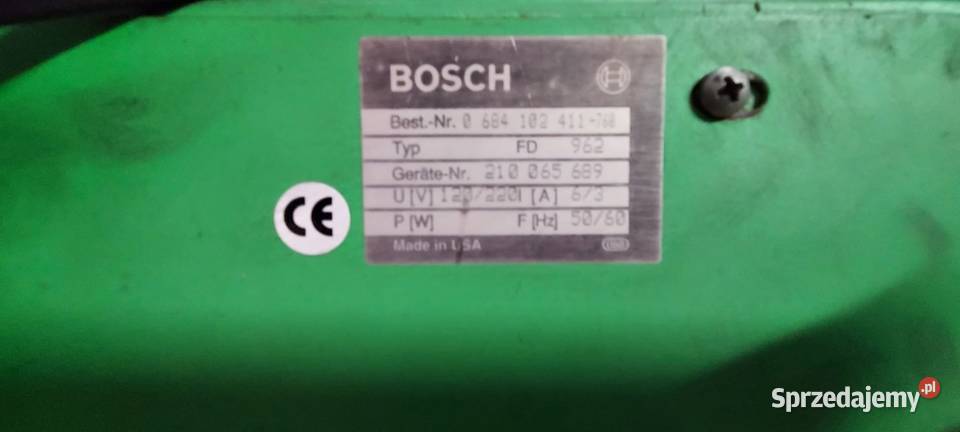 BOSCH
Best.-Nr. 0 684 102 411-760
Typ FD 962
Geräte-Nr. 210 065 689
U [V] 120/220 I [A] 6/3
P [W] F [Hz] 50/60
Made in USA
CE
Sprzedajemy.pl